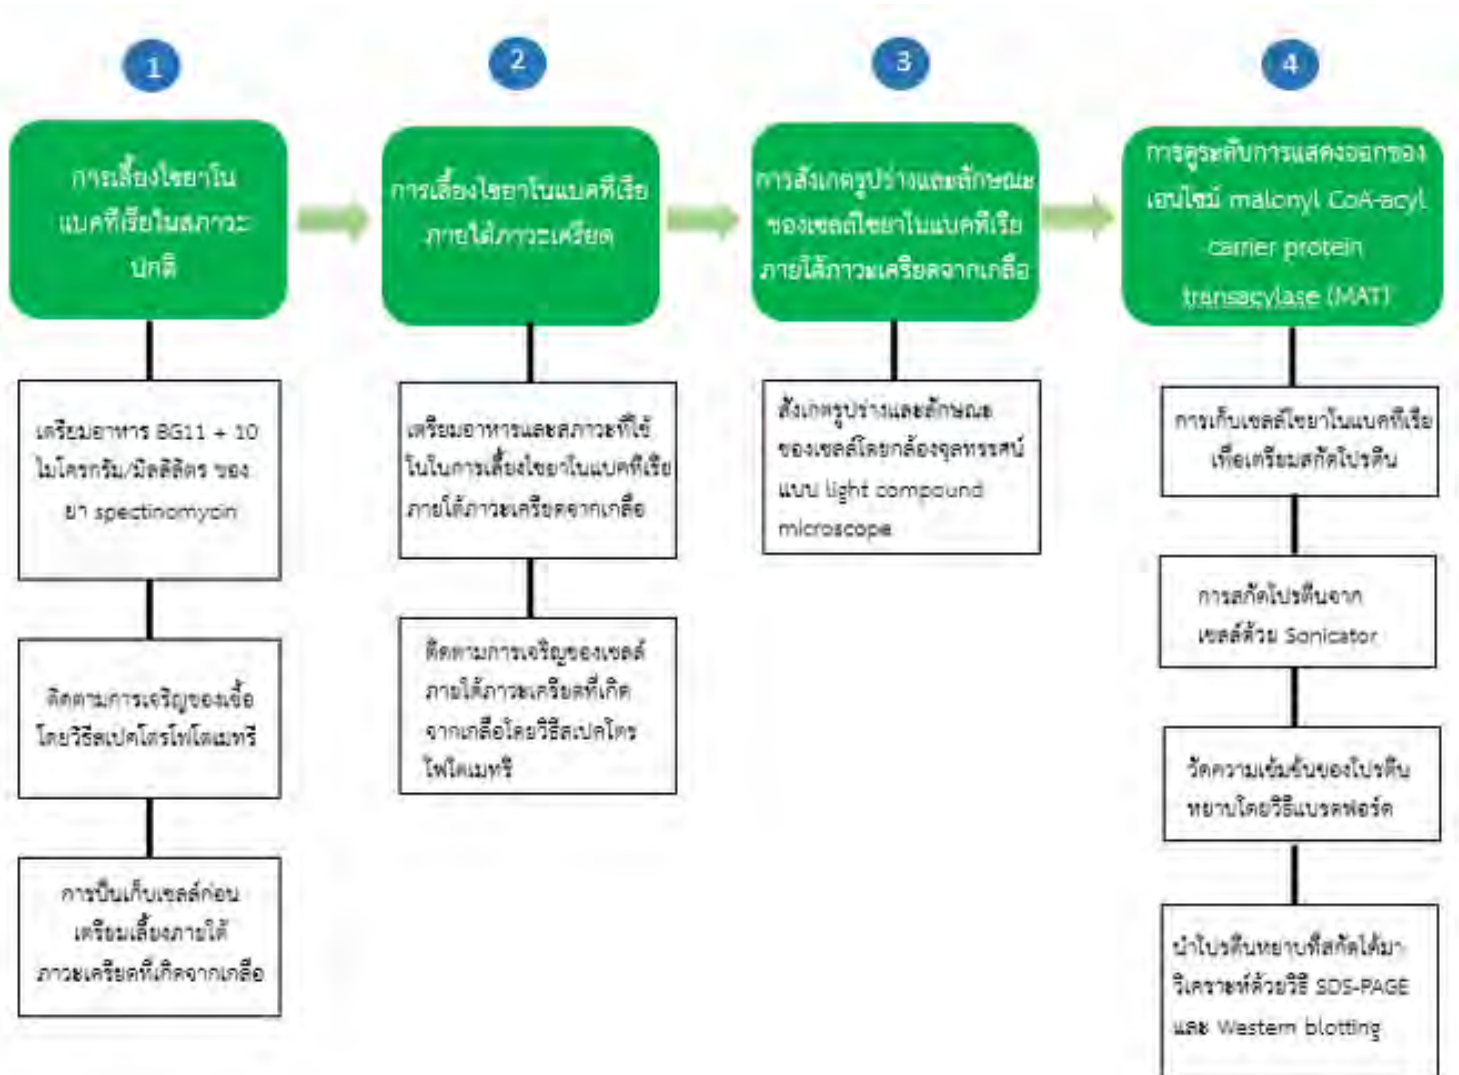 1
การเลี้ยงไซยาโน
แบคทีเรียในสภาวะ
ปกติ
เตรียมอาหาร BG11 + 10
ไมโครกรัม/มิลลิลิตร ของ
ยา spectinomycin
ติดตามการเจริญของเชื้อ
โดยวิธีสเปคโตรโฟโตเมทรี
การปั่นเก็บเซลล์ก่อน
เตรียมเลี้ยงภายใต้
ภาวะเครียดที่เกิดจากเกลือ
2
การเลี้ยงไซยาโนแบคทีเรีย
ภายใต้ภาวะเครียด
เตรียมอาหารและสภาวะที่ใช้
ในในการเลี้ยงไซยาโนแบคทีเรีย
ภายใต้ภาวะเครียดจากเกลือ
ติดตามการเจริญของเซลล์
ภายใต้ภาวะเครียดที่เกิด
จากเกลือโดยวิธีสเปคโตร
โฟโตเมทรี
3
การสังเกตรูปร่างและลักษณะ
ของเซลล์ไซยาโนแบคทีเรีย
ภายใต้ภาวะเครียดจากเกลือ
สังเกตรูปร่างและลักษณะ
ของเซลล์โดยกล้องจุลทรรศน์
แบบ light compound
microscope
4
การดูระดับการแสดงออกของ
เอนไซม์ malonyl CoA-acyl
carrier protein
transacylase (MAT)
การเก็บเซลล์ไซยาโนแบคทีเรีย
เพื่อเตรียมสกัดโปรตีน
การสกัดโปรตีนจาก
เซลล์ด้วย Sonicator
วัดความเข้มข้นของโปรตีน
หยาบโดยวิธีแบรดฟอร์ด
นำโปรตีนหยาบที่สกัดได้มา
วิเคราะห์ด้วยวิธี SDS-PAGE
และ Western blotting